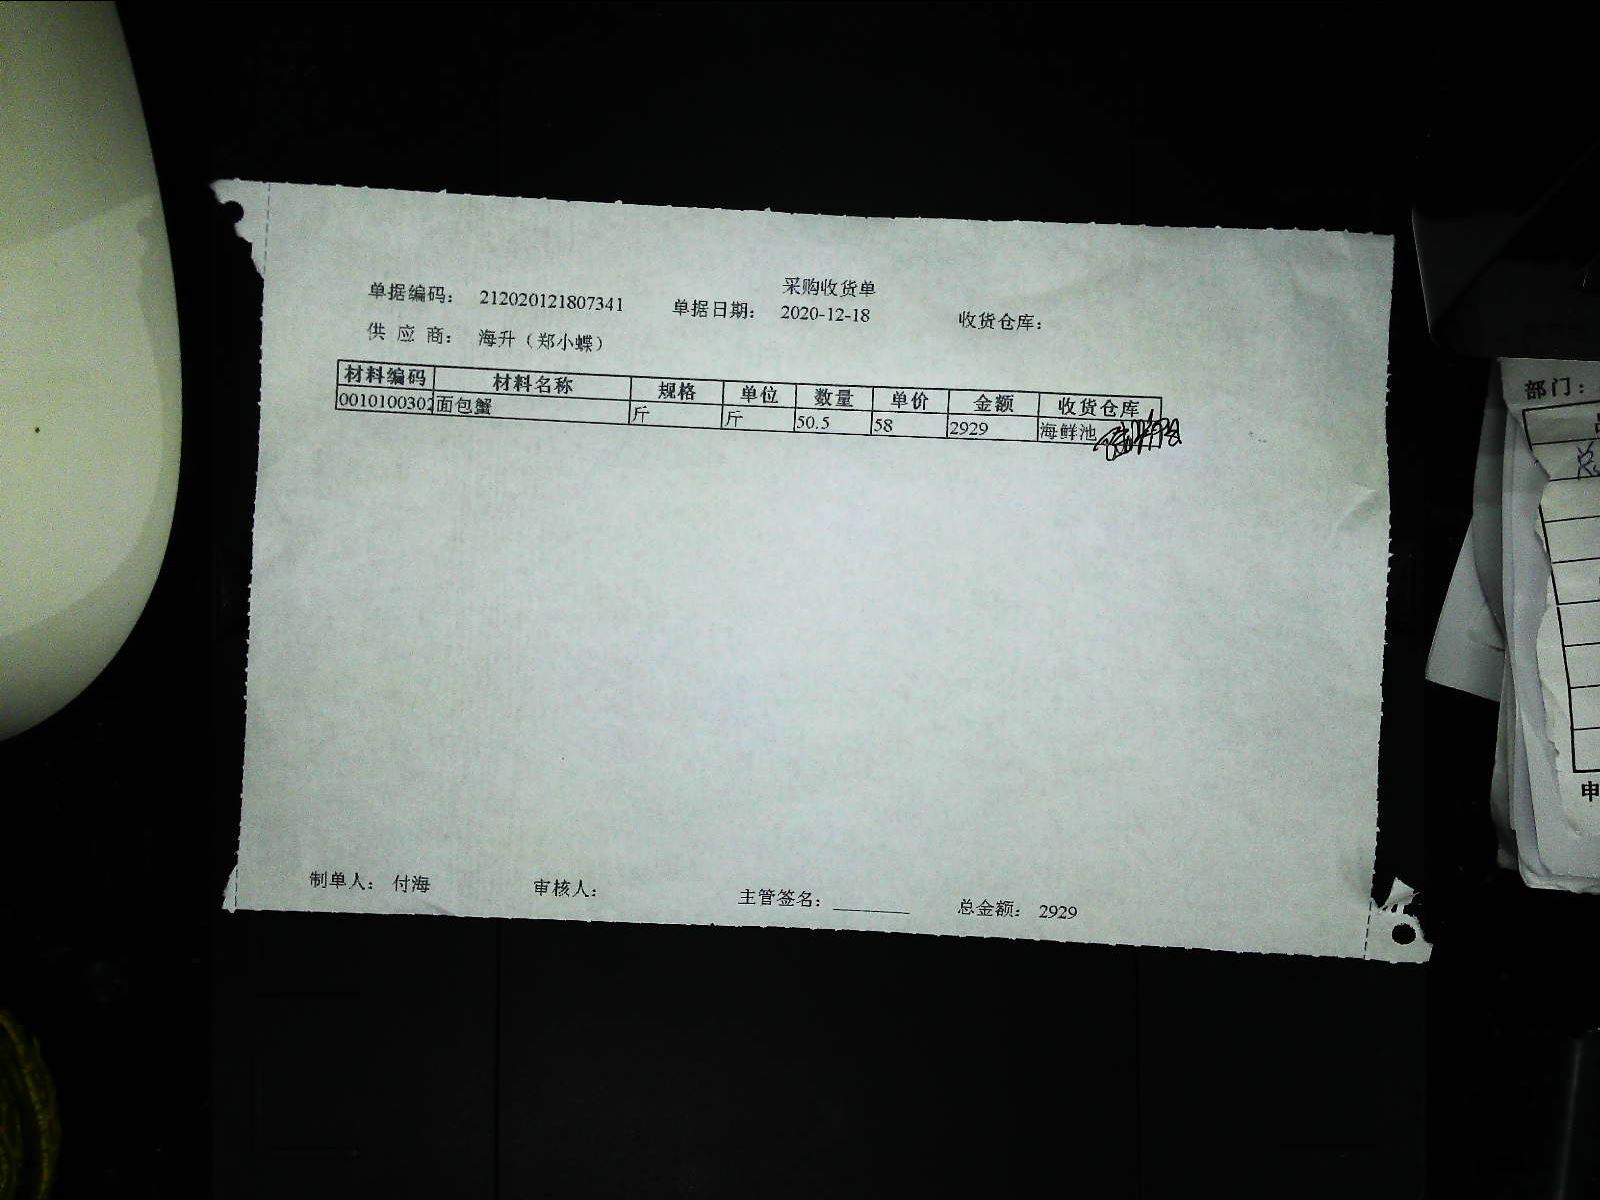 采购收货单
单据编码： 212020121807341 单据日期： 2020-12-18 收货仓库：
供 应 商： 海升（郑小蝶）
材料编码 材料名称 规格 单位 数量 单价 金额 收货仓库
0010100302 面包蟹 斤 斤 50.5 58 2929 海鲜池
制单人： 付海 审核人： 主管签名： 总金额： 2929
部门：
申